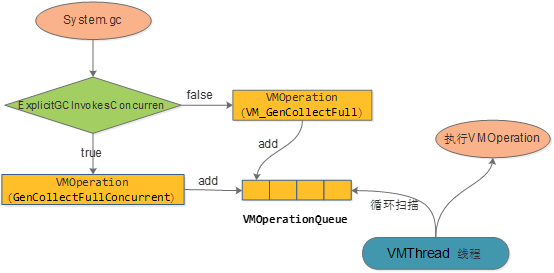 System.gc
ExplicitGCInvokesConcurren
false
VMOperation
(VM_GenCollectFull)
true
add
执行VMOperation
VMOperation
(GenCollectFullConcurrent)
add
循环扫描
VMOperationQueue
VMThread 线程